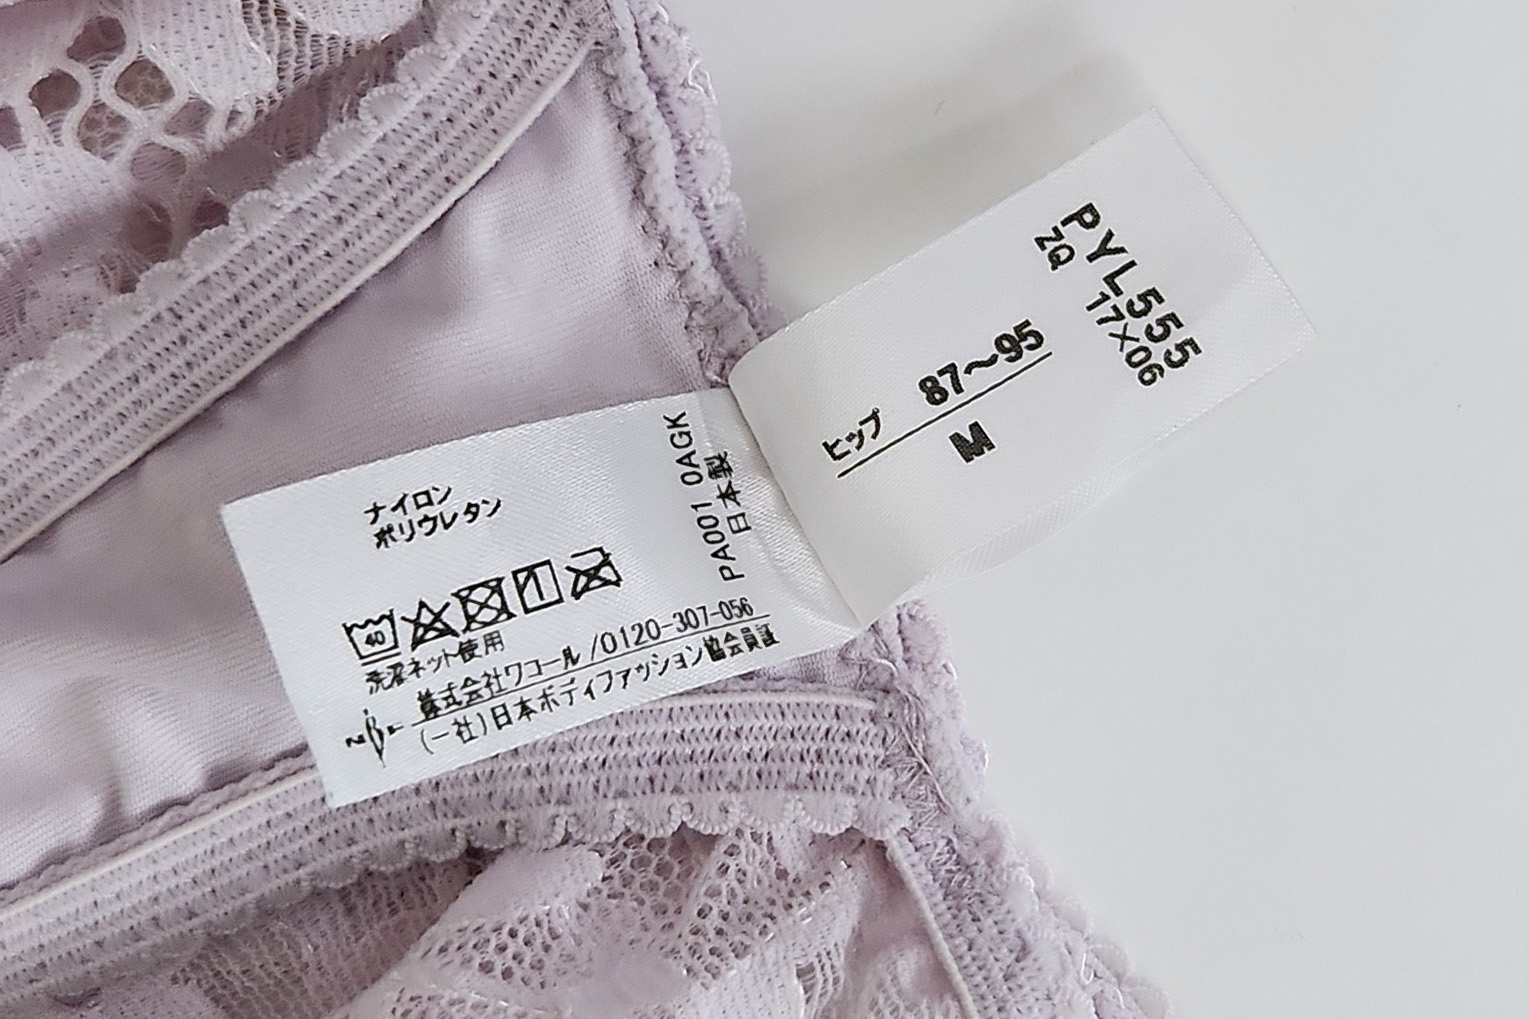 PYL555
ZQ 17×06
ヒップ 87～95
M
PA001 0AGK
日本製
ナイロン
ポリウレタン
40
洗濯ネット使用
株式会社ワコール/0120-307-056
(一社)日本ボディファッション協会員証